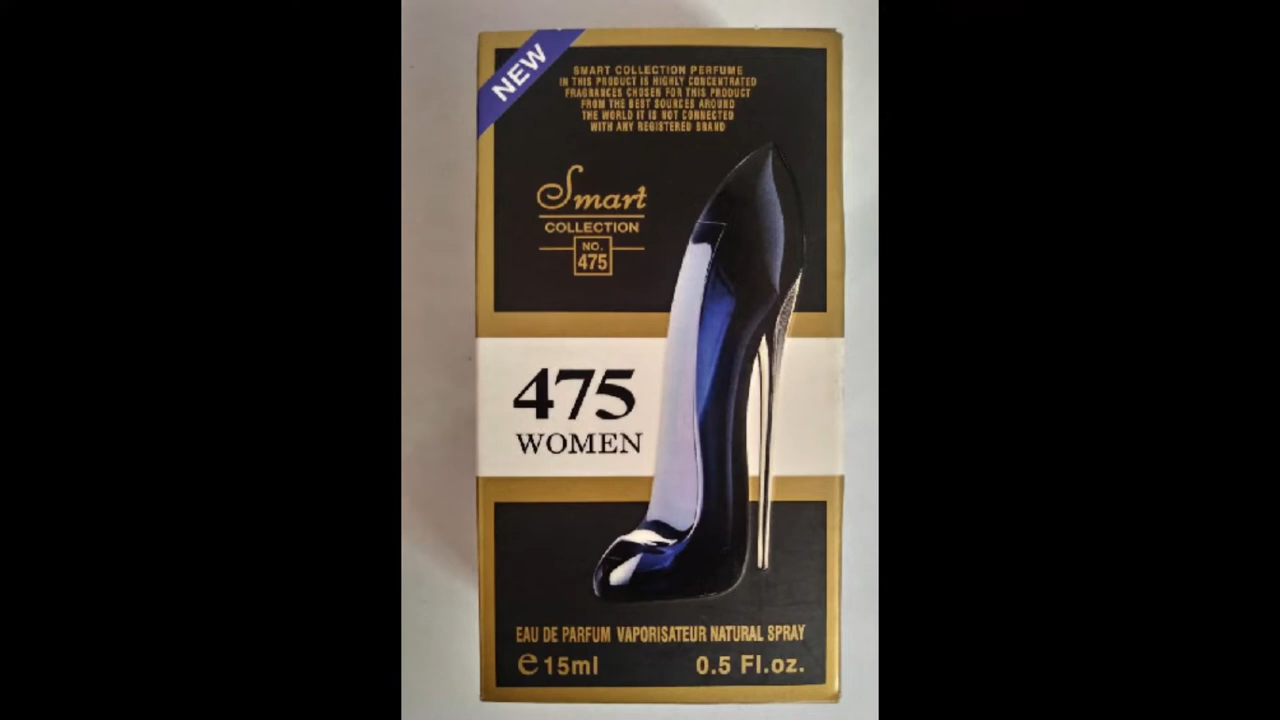 NEW
SMART COLLECTION PERFUME
IN THIS PRODUCT IS HIGHLY CONCENTRATED
FRAGRANCES CHOSEN FOR THIS PRODUCT
FROM THE BEST SOURCES AROUND
THE WORLD IT IS NOT CONNECTED
WITH ANY REGISTERED BRAND
Smart
COLLECTION
NO.
475
475
WOMEN
EAU DE PARFUM VAPORISATEUR NATURAL SPRAY
℮ 15ml 0.5 Fl.oz.